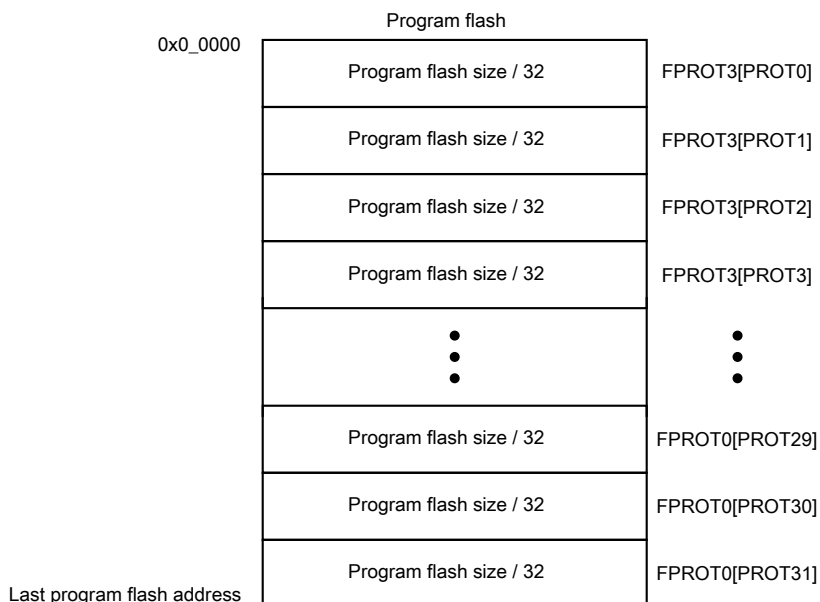 Program flash
0x0_0000
Program flash size / 32 FPROT3[PROT0]
Program flash size / 32 FPROT3[PROT1]
Program flash size / 32 FPROT3[PROT2]
Program flash size / 32 FPROT3[PROT3]
Program flash size / 32 FPROT0[PROT29]
Program flash size / 32 FPROT0[PROT30]
Program flash size / 32 FPROT0[PROT31]
Last program flash address